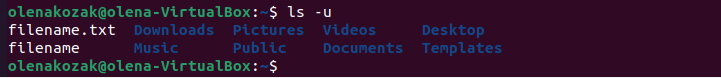 olenakozak@olena-VirtualBox:~$ ls -u
filename.txt  Downloads  Pictures  Videos     Desktop
filename      Music      Public    Documents  Templates
olenakozak@olena-VirtualBox:~$